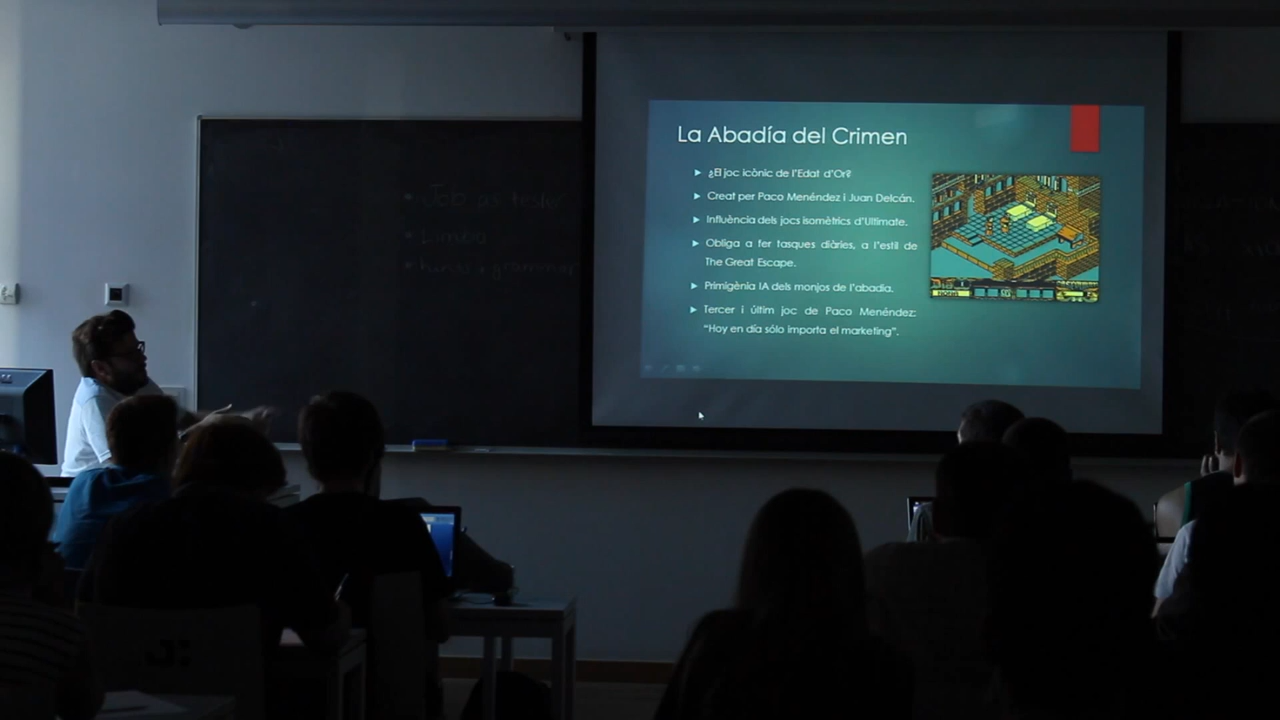 La Abadía del Crimen
¿El joc icònic de l'Edat d'Or?
Creat per Paco Menéndez i Juan Delcán.
Influència dels jocs isomètrics d'Ultimate.
Obliga a fer tasques diàries, a l'estil de
The Great Escape.
Primigènia IA dels monjos de l'abadia.
Tercer i últim joc de Paco Menéndez:
"Hoy en día sólo importa el marketing".
Limbo